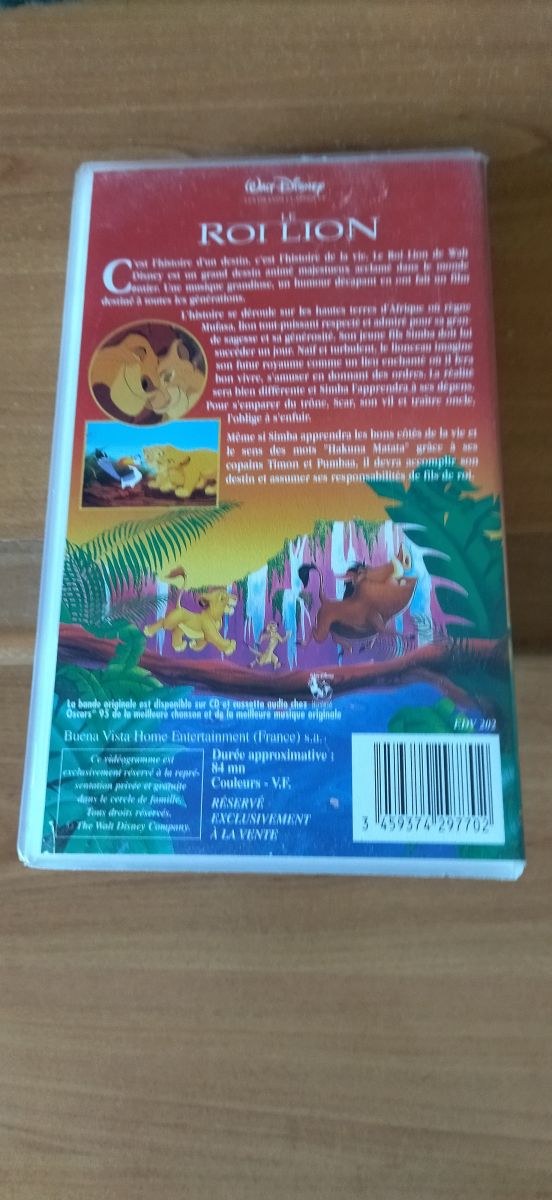 WALT DISNEY
LE
ROI LION
C'est l'histoire d'un destin, c'est l'histoire de la vie. Le Roi Lion de Walt
Disney est un grand dessin animé majestueux acclamé dans le monde
entier. Une musique grandiose, un humour décapant en ont fait un film
destiné à toutes les générations.
L'histoire se déroule sur les hautes terres d'Afrique où règne
Mufasa, lion tout puissant respecté et admiré pour sa grande
sagesse et sa générosité. Son jeune fils Simba doit lui
succéder un jour. Naïf et turbulent, le lionceau imagine
son futur royaume comme un lieu enchanté où il fera
bon vivre, s'amuser en donnant des ordres. La réalité
sera bien différente et Simba l'apprendra à ses dépens.
Pour s'emparer du trône, Scar, son vil et traître oncle,
l'oblige à s'enfuir.
Même si Simba apprendra les bons côtés de la vie et
le sens des mots "Hakuna Matata" grâce à ses
copains Timon et Pumbaa, il devra accomplir son
destin et assumer ses responsabilités de fils de roi.
La bande originale est disponible sur CD et cassette audio chez
Oscars 95 de la meilleure chanson et de la meilleure musique originale
EDV 202
Buena Vista Home Entertainment (France) s.a.
Ce vidéogramme est
exclusivement réservé à la repré-
sentation privée et gratuite
dans le cercle de famille.
Tous droits réservés.
© The Walt Disney Company.
Durée approximative :
84 mn
Couleurs - V.F.
RÉSERVÉ
EXCLUSIVEMENT
À LA VENTE
3 459374 297702